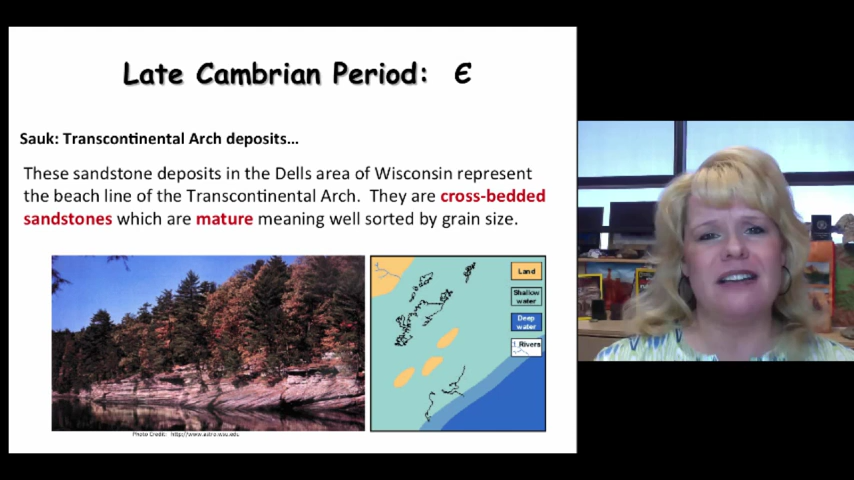 Late Cambrian Period: Є
Sauk: Transcontinental Arch deposits...
These sandstone deposits in the Dells area of Wisconsin represent
the beach line of the Transcontinental Arch. They are cross-bedded
sandstones which are mature meaning well sorted by grain size.
Land
Shallow
water
Deep
water
Rivers
Photo Credit: http://www.astro.wsu.edu